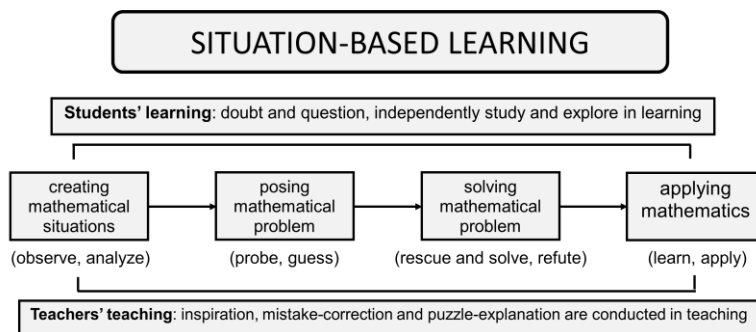 SITUATION-BASED LEARNING
Students’ learning: doubt and question, independently study and explore in learning
creating
mathematical
situations
posing
mathematical
problem
solving
mathematical
problem
applying
mathematics
(observe, analyze)
(probe, guess)
(rescue and solve, refute)
(learn, apply)
Teachers’ teaching: inspiration, mistake-correction and puzzle-explanation are conducted in teaching